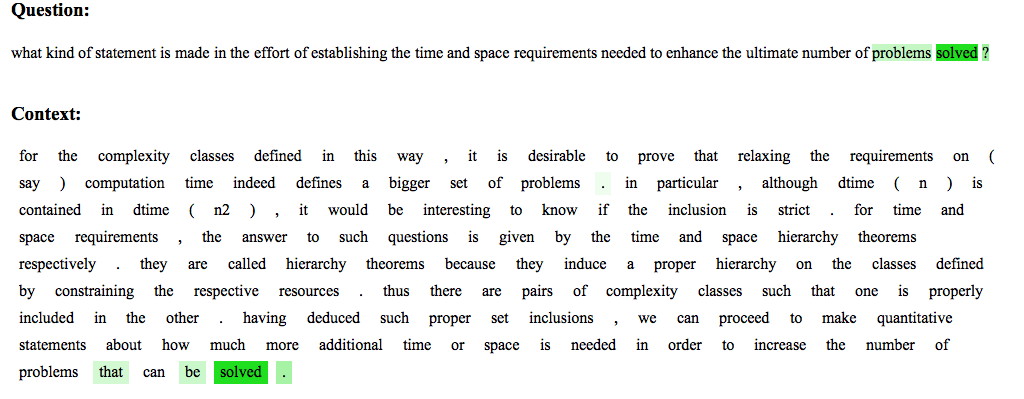 Question:
what kind of statement is made in the effort of establishing the time and space requirements needed to enhance the ultimate number of problems solved ?
Context:
for the complexity classes defined in this way , it is desirable to prove that relaxing the requirements on (
say ) computation time indeed defines a bigger set of problems . in particular , although dtime ( n ) is
contained in dtime ( n2 ) , it would be interesting to know if the inclusion is strict . for time and
space requirements , the answer to such questions is given by the time and space hierarchy theorems
respectively . they are called hierarchy theorems because they induce a proper hierarchy on the classes defined
by constraining the respective resources . thus there are pairs of complexity classes such that one is properly
included in the other . having deduced such proper set inclusions , we can proceed to make quantitative
statements about how much more additional time or space is needed in order to increase the number of
problems that can be solved .